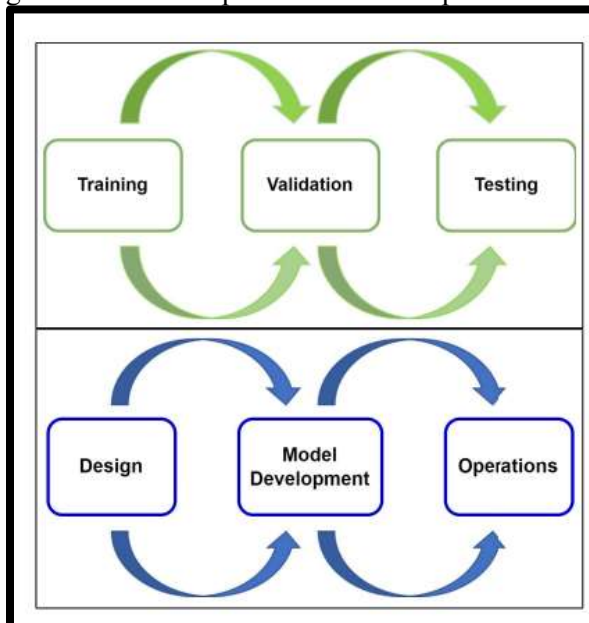 Training
Validation
Testing
Design
Model
Development
Operations